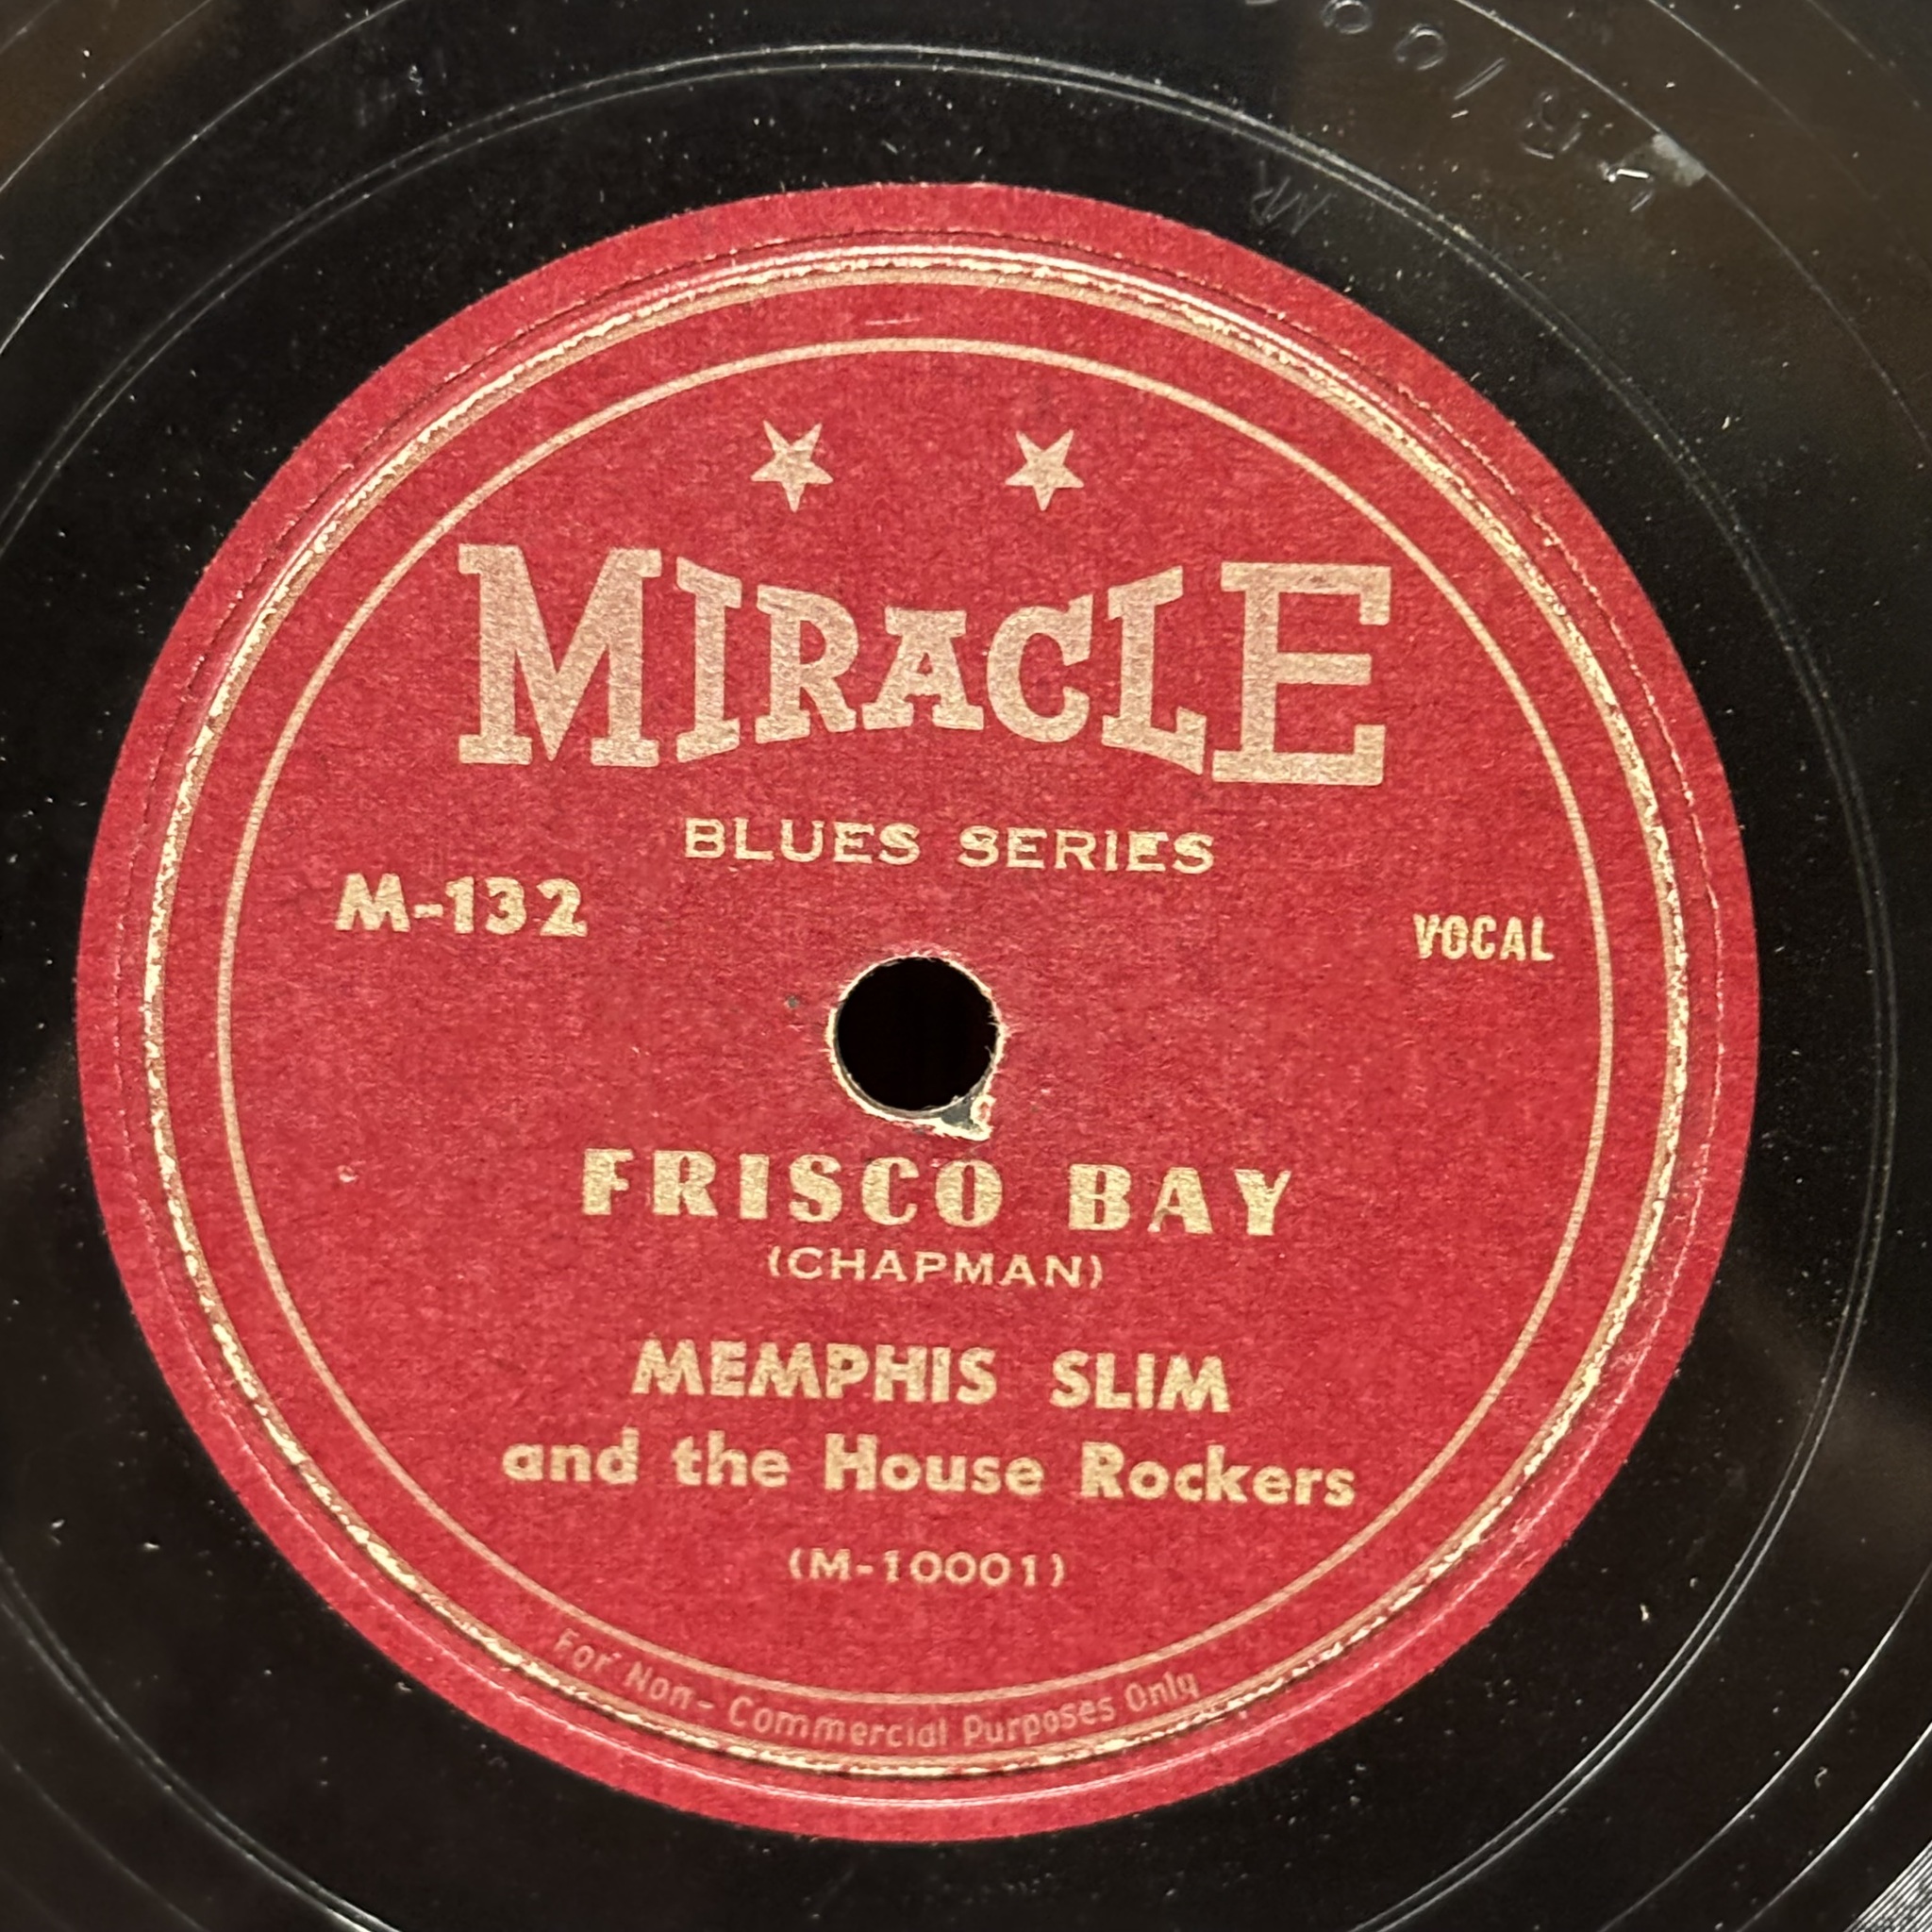 MIRACLE
BLUES SERIES
M-132
VOCAL
FRISCO BAY
(CHAPMAN)
MEMPHIS SLIM
and the House Rockers
(M-10001)
For Non-Commercial Purposes Only
MR